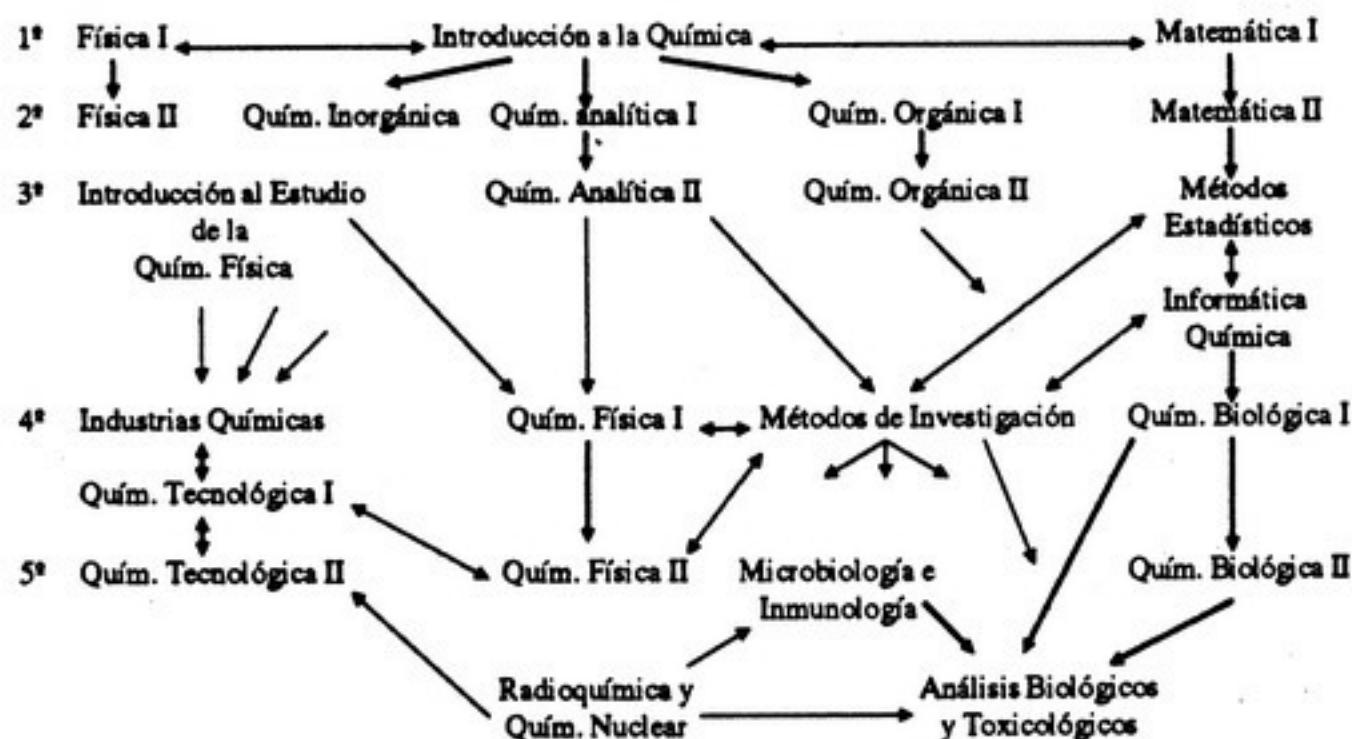 1º Física I Introducción a la Química Matemática I
2º Física II Quím. Inorgánica Quím. analítica I Quím. Orgánica I Matemática II
3º Introducción al Estudio Quím. Analítica II Quím. Orgánica II Métodos
de la Estadísticos
Quím. Física
Informática
Química
4º Industrias Químicas Quím. Física I Métodos de Investigación Quím. Biológica I
Quím. Tecnológica I
5º Quím. Tecnológica II Quím. Física II Microbiología e Quím. Biológica II
Inmunología
Radioquímica y Análisis Biológicos
Quím. Nuclear y Toxicológicos